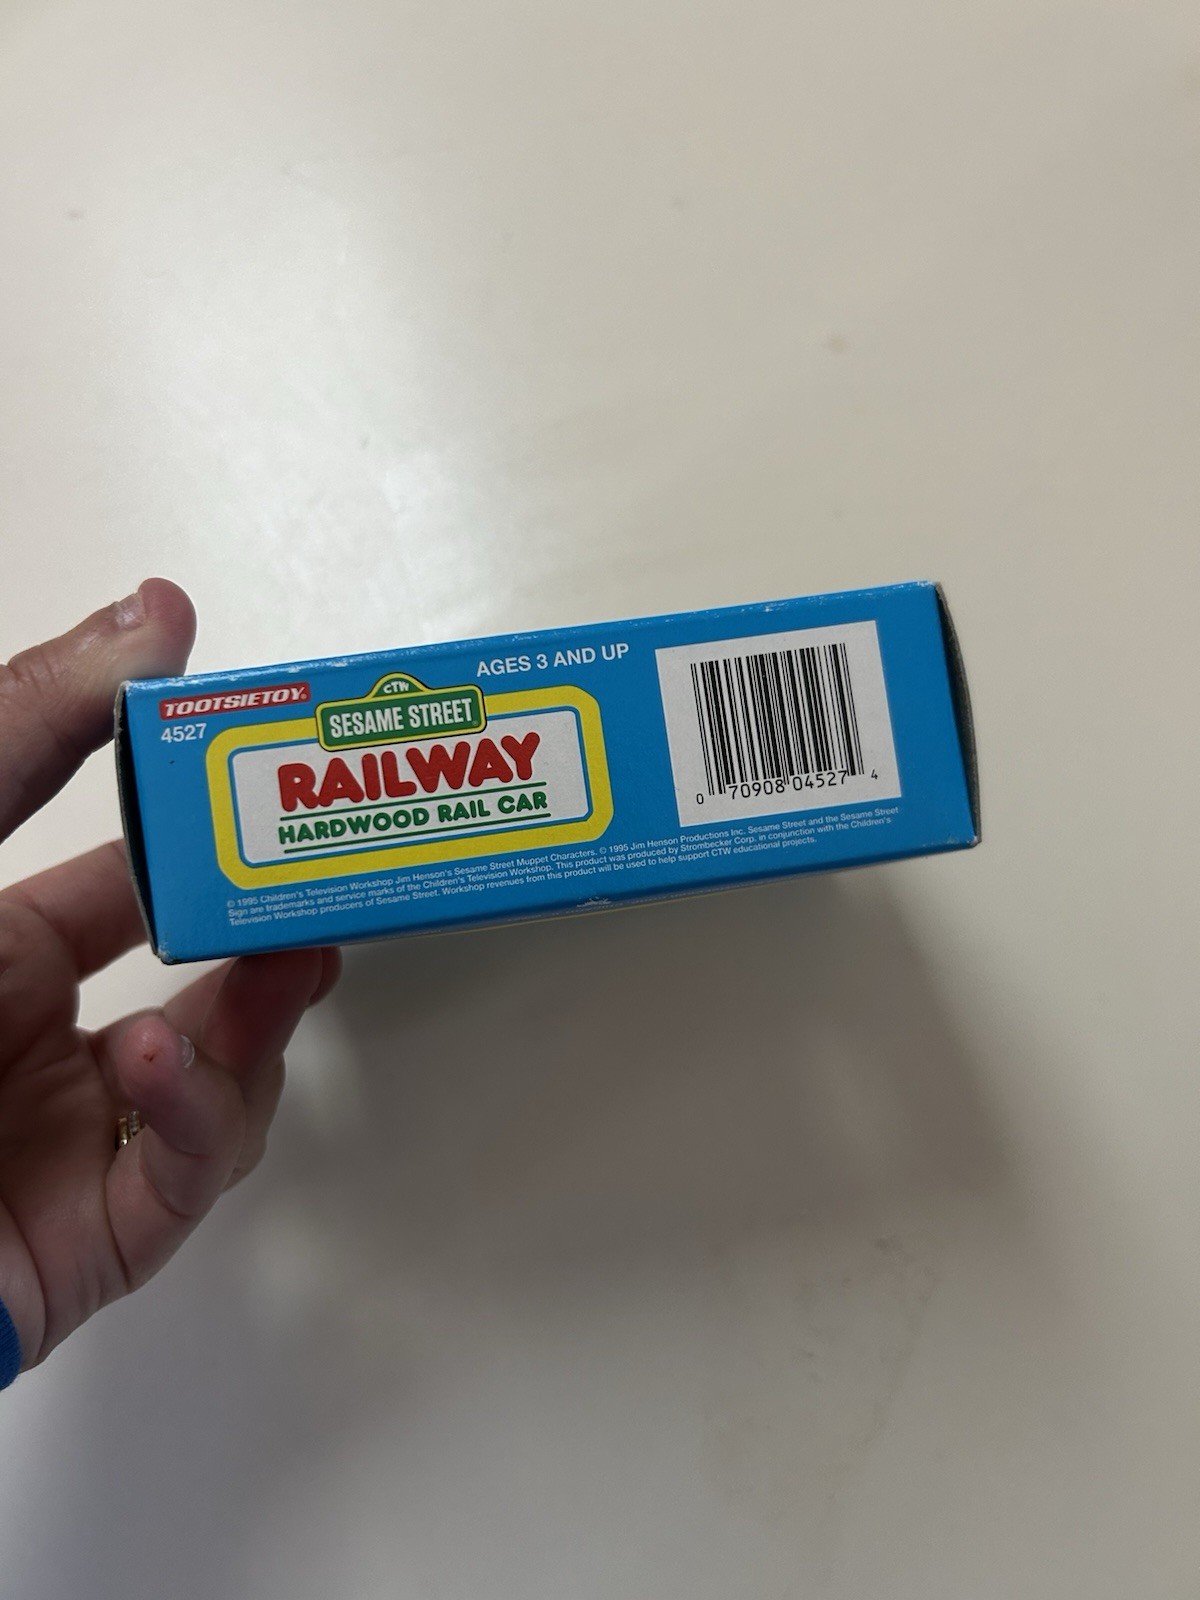 TOOTSIETOY®
4527
AGES 3 AND UP
CTW
SESAME STREET
RAILWAY
HARDWOOD RAIL CAR
0 70908 04527 4
© 1995 Children's Television Workshop Jim Henson's Sesame Street Muppet Characters. © 1995 Jim Henson Productions Inc. Sesame Street and the Sesame Street
Sign are trademarks and service marks of the Children's Television Workshop. This product was produced by Strombecker Corp. in conjunction with the Children's
Television Workshop producers of Sesame Street. Workshop revenues from this product will be used to help support CTW educational projects.